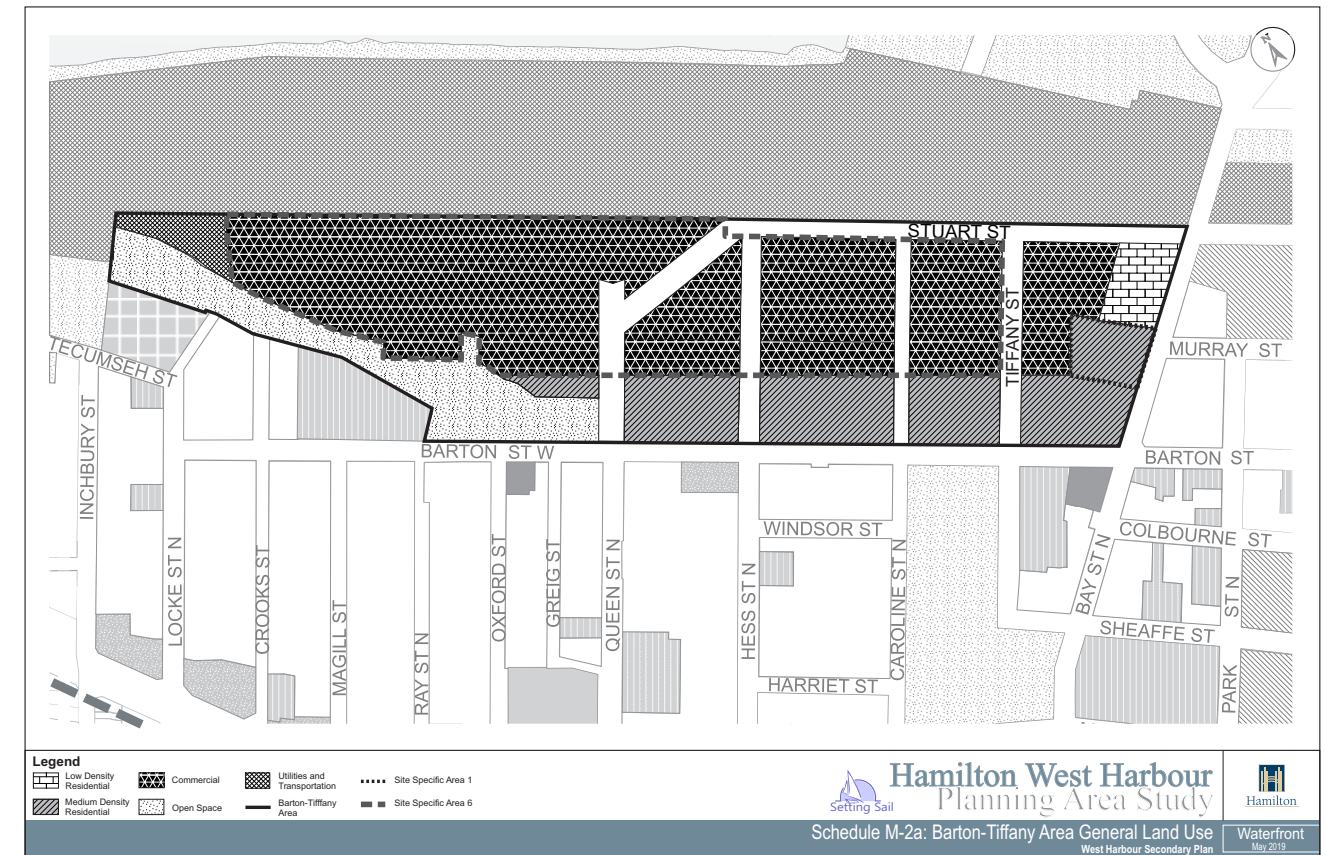 N
STUART ST
TIFFANY ST
MURRAY ST
TECUMSEH ST
INCHBURY ST
BARTON ST W
BARTON ST
WINDSOR ST
COLBOURNE ST
LOCKE ST N
CROOKS ST
MAGILL ST
RAY ST N
OXFORD ST
GREIG ST
QUEEN ST N
HESS ST N
CAROLINE ST N
BAY ST N
SHEAFFE ST
HARRIET ST
PARK ST N
Legend
Low Density
Residential
Commercial
Utilities and
Transportation
Site Specific Area 1
Medium Density
Residential
Open Space
Barton-Tifffany
Area
Site Specific Area 6
Setting Sail
Hamilton West Harbour
Planning Area Study
Hamilton
Schedule M-2a: Barton-Tiffany Area General Land Use
West Harbour Secondary Plan
Waterfront
May 2019